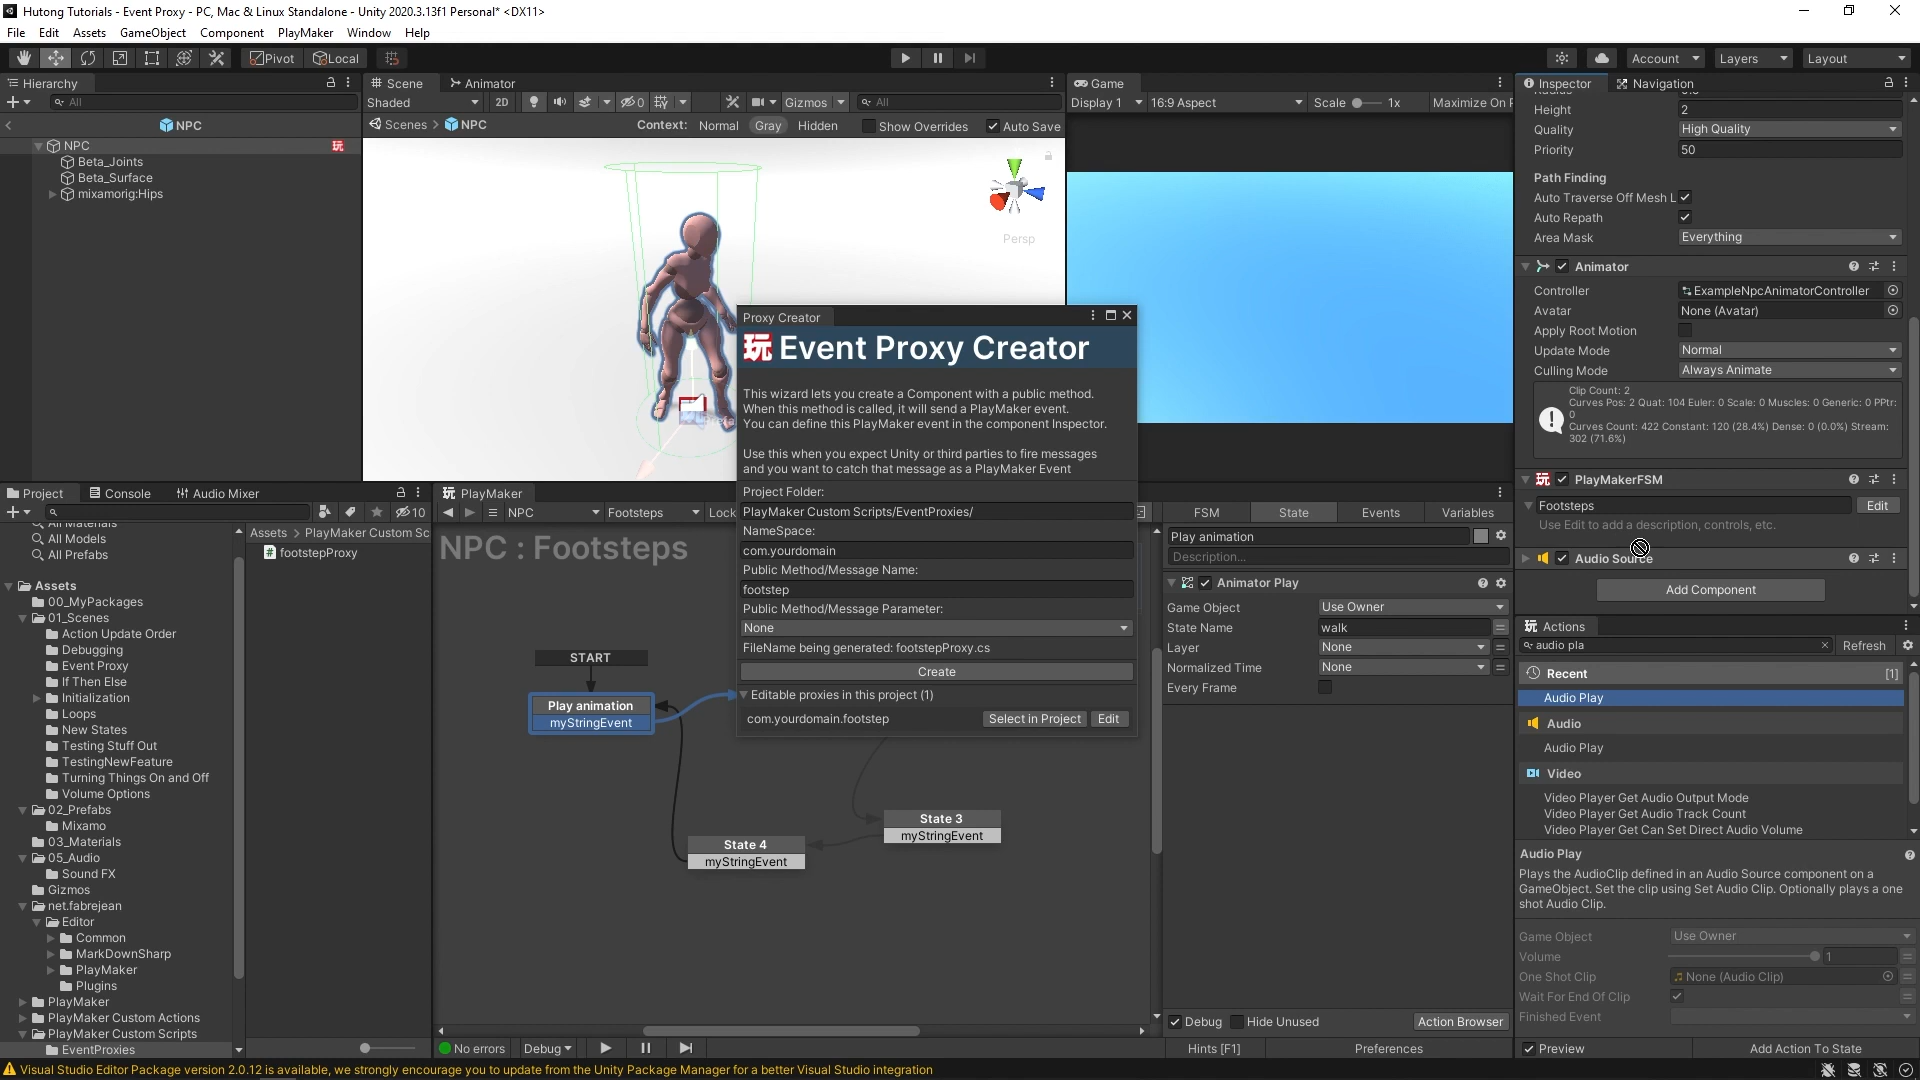 Hutong Tutorials - Event Proxy - PC, Mac & Linux Standalone - Unity 2020.3.13f1 Personal* <DX11>
File Edit Assets GameObject Component PlayMaker Window Help
Pivot Local Account Layers Layout
Hierarchy
All
NPC
NPC 玩
Beta_Joints
Beta_Surface
mixamorig:Hips
Scene Animator
Shaded 2D 0 Gizmos All
Scenes > NPC Context: Normal Gray Hidden Show Overrides Auto Save
Persp
Game
Display 1 16:9 Aspect Scale 1x Maximize On P
Inspector Navigation
Height 2
Quality High Quality
Priority 50
Path Finding
Auto Traverse Off Mesh L
Auto Repath
Area Mask Everything
Animator
Controller ExampleNpcAnimatorController
Avatar None (Avatar)
Apply Root Motion
Update Mode Normal
Culling Mode Always Animate
Clip Count: 2
Curves Pos: 2 Quat: 104 Euler: 0 Scale: 0 Muscles: 0 Generic: 0 PPtr:
0
Curves Count: 422 Constant: 120 (28.4%) Dense: 0 (0.0%) Stream:
302 (71.6%)
玩 PlayMakerFSM
Footsteps Edit
Use Edit to add a description, controls, etc.
Audio Source
Add Component
Proxy Creator
玩 Event Proxy Creator
This wizard lets you create a Component with a public method.
When this method is called, it will send a PlayMaker event.
You can define this PlayMaker event in the component Inspector.
Use this when you expect Unity or third parties to fire messages
and you want to catch that message as a PlayMaker Event
Project Folder:
PlayMaker Custom Scripts/EventProxies/
NameSpace:
com.yourdomain
Public Method/Message Name:
footstep
Public Method/Message Parameter:
None
FileName being generated: footstepProxy.cs
Create
Editable proxies in this project (1)
com.yourdomain.footstep Select in Project Edit
Project Console Audio Mixer
10
All Materials
All Models
All Prefabs
Assets
00_MyPackages
01_Scenes
Action Update Order
Debugging
Event Proxy
If Then Else
Initialization
Loops
New States
Testing Stuff Out
TestingNewFeature
Turning Things On and Off
Volume Options
02_Prefabs
Mixamo
03_Materials
05_Audio
Sound FX
Gizmos
net.fabrejean
Editor
Common
MarkDownSharp
PlayMaker
Plugins
PlayMaker
PlayMaker Custom Actions
PlayMaker Custom Scripts
EventProxies
Assets > PlayMaker Custom Sc
footstepProxy
玩 PlayMaker
NPC Footsteps Lock
NPC : Footsteps
START
Play animation
myStringEvent
State 3
myStringEvent
State 4
myStringEvent
No errors Debug
FSM State Events Variables
Play animation
Description...
Animator Play
Game Object Use Owner
State Name walk
Layer None
Normalized Time None
Every Frame
Debug Hide Unused Action Browser
Hints [F1] Preferences
玩 Actions
audio pla Refresh
Recent [1]
Audio Play
Audio
Audio Play
Video
Video Player Get Audio Output Mode
Video Player Get Audio Track Count
Video Player Get Can Set Direct Audio Volume
Audio Play
Plays the AudioClip defined in an Audio Source component on a
GameObject. Set the clip using Set Audio Clip. Optionally plays a one
shot Audio Clip.
Game Object Use Owner
Volume 1
One Shot Clip None (Audio Clip)
Wait For End Of Clip
Finished Event
Preview Add Action To State
Visual Studio Editor Package version 2.0.12 is available, we strongly encourage you to update from the Unity Package Manager for a better Visual Studio integration